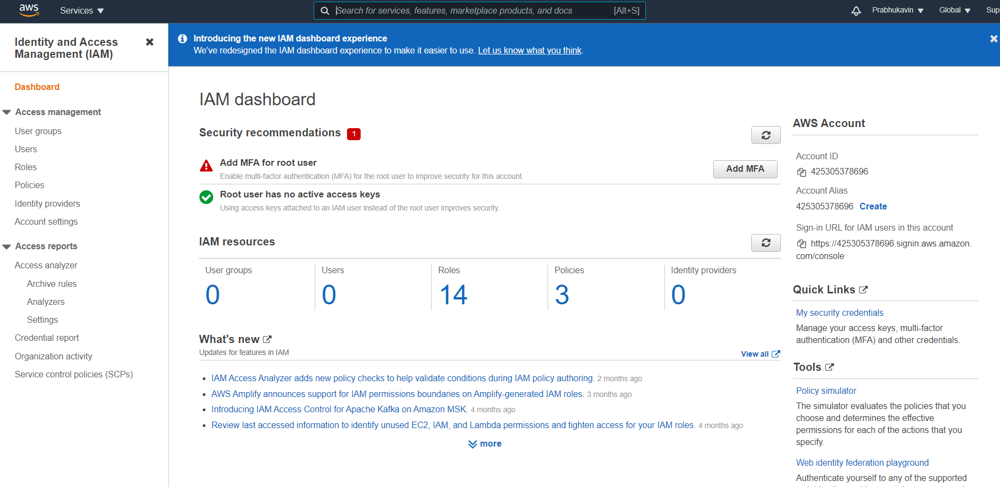 aws
Services
Search for services, features, marketplace products, and docs
[Alt+S]
Prabhukavin
Global
Sup
Identity and Access
Management (IAM)
Introducing the new IAM dashboard experience
We've redesigned the IAM dashboard experience to make it easier to use. Let us know what you think.
Dashboard
Access management
User groups
Users
Roles
Policies
Identity providers
Account settings
Access reports
Access analyzer
Archive rules
Analyzers
Settings
Credential report
Organization activity
Service control policies (SCPs)
IAM dashboard
Security recommendations 1
Add MFA for root user
Enable multi-factor authentication (MFA) for the root user to improve security for this account.
Add MFA
Root user has no active access keys
Using access keys attached to an IAM user instead of the root user improves security.
IAM resources
User groups
0
Users
0
Roles
14
Policies
3
Identity providers
0
What's new
Updates for features in IAM
View all
IAM Access Analyzer adds new policy checks to help validate conditions during IAM policy authoring. 2 months ago
AWS Amplify announces support for IAM permissions boundaries on Amplify-generated IAM roles. 3 months ago
Introducing IAM Access Control for Apache Kafka on Amazon MSK. 4 months ago
Review last accessed information to identify unused EC2, IAM, and Lambda permissions and tighten access for your IAM roles. 4 months ago
more
AWS Account
Account ID
425305378696
Account Alias
425305378696 Create
Sign-in URL for IAM users in this account
https://425305378696.signin.aws.amazon.
com/console
Quick Links
My security credentials
Manage your access keys, multi-factor
authentication (MFA) and other credentials.
Tools
Policy simulator
The simulator evaluates the policies that you
choose and determines the effective
permissions for each of the actions that you
specify.
Web identity federation playground
Authenticate yourself to any of the supported